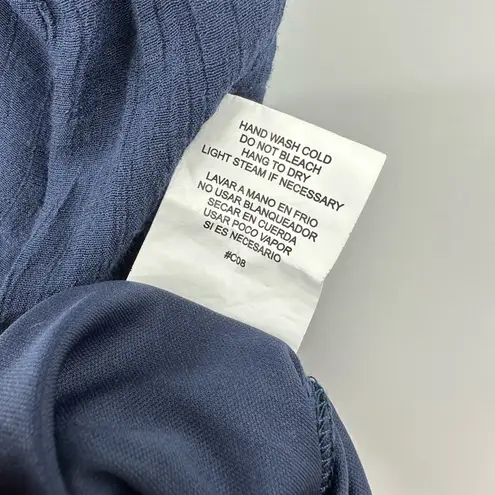 HAND WASH COLD
DO NOT BLEACH
HANG TO DRY
LIGHT STEAM IF NECESSARY
LAVAR A MANO EN FRIO
NO USAR BLANQUEADOR
SECAR EN CUERDA
USAR POCO VAPOR
SI ES NECESARIO
#C08